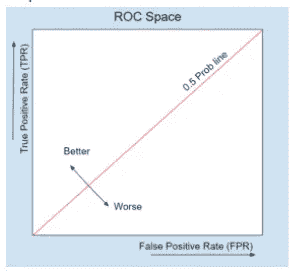 ROC Space
True Positive Rate (TPR)
0.5 Prob line
Better
Worse
False Positive Rate (FPR)